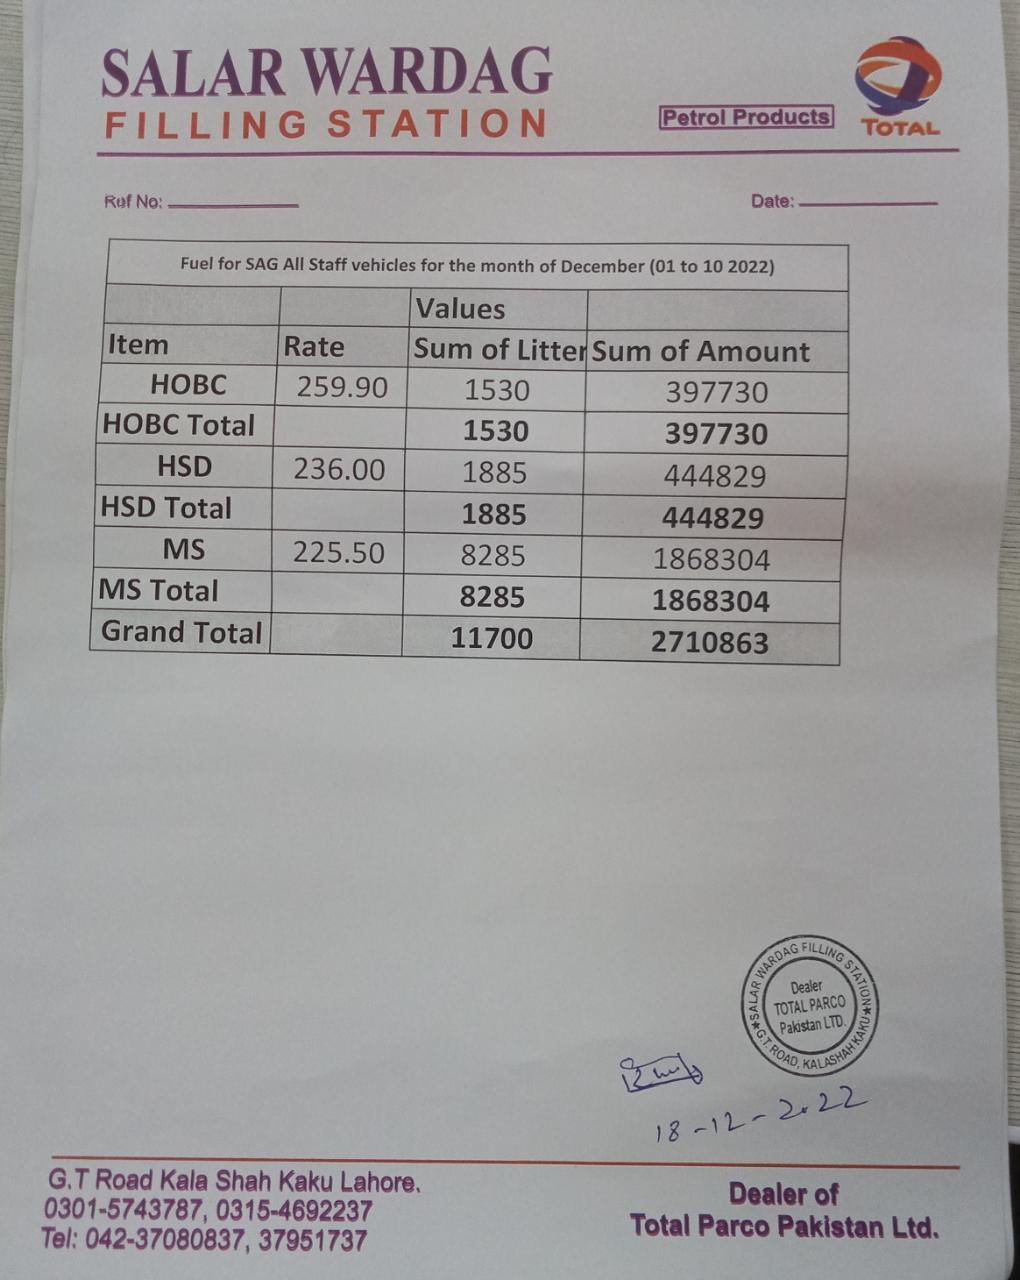 SALAR WARDAG
FILLING STATION
Petrol Products
TOTAL
Ref No:
Date:
Fuel for SAG All Staff vehicles for the month of December (01 to 10 2022)
Values
Item Rate Sum of Litter Sum of Amount
HOBC 259.90 1530 397730
HOBC Total 1530 397730
HSD 236.00 1885 444829
HSD Total 1885 444829
MS 225.50 8285 1868304
MS Total 8285 1868304
Grand Total 11700 2710863
★SALAR WARDAG FILLING STATION★
Dealer
TOTAL PARCO
Pakistan LTD.
G.T. ROAD, KALASHAH KAKU
18-12-2022
G.T Road Kala Shah Kaku Lahore.
0301-5743787, 0315-4692237
Tel: 042-37080837, 37951737
Dealer of
Total Parco Pakistan Ltd.